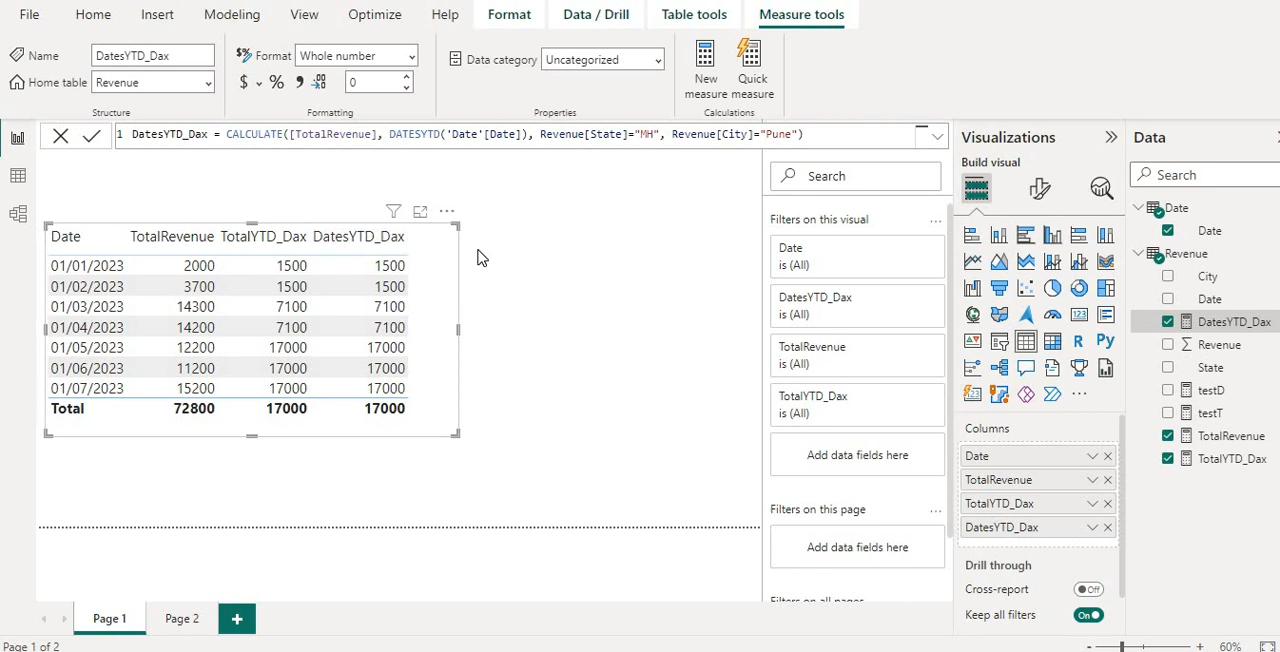 File Home Insert Modeling View Optimize Help Format Data / Drill Table tools Measure tools
Name DatesYTD_Dax
Home table Revenue
Structure
$% Format Whole number
$ % 0
Formatting
Data category Uncategorized
Properties
New measure
Quick measure
Calculations
1 DatesYTD_Dax = CALCULATE([TotalRevenue], DATESYTD('Date'[Date]), Revenue[State]="MH", Revenue[City]="Pune")
Date TotalRevenue TotalYTD_Dax DatesYTD_Dax
01/01/2023 2000 1500 1500
01/02/2023 3700 1500 1500
01/03/2023 14300 7100 7100
01/04/2023 14200 7100 7100
01/05/2023 12200 17000 17000
01/06/2023 11200 17000 17000
01/07/2023 15200 17000 17000
Total 72800 17000 17000
Search
Filters on this visual
Date
is (All)
DatesYTD_Dax
is (All)
TotalRevenue
is (All)
TotalYTD_Dax
is (All)
Add data fields here
Filters on this page
Add data fields here
Filters on all pages
Visualizations
Build visual
R Py
Columns
Date
TotalRevenue
TotalYTD_Dax
DatesYTD_Dax
Drill through
Cross-report Off
Keep all filters On
Data
Search
Date
Date
Revenue
City
Date
DatesYTD_Dax
Revenue
State
testD
testT
TotalRevenue
TotalYTD_Dax
Page 1 Page 2 +
Page 1 of 2
- + 60%